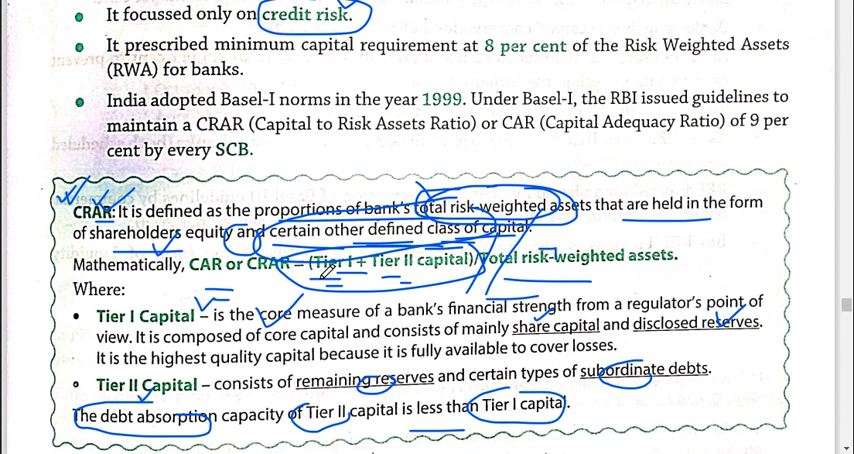 It focussed only on credit risk.
It prescribed minimum capital requirement at 8 per cent of the Risk Weighted Assets
(RWA) for banks.
India adopted Basel-I norms in the year 1999. Under Basel-I, the RBI issued guidelines to
maintain a CRAR (Capital to Risk Assets Ratio) or CAR (Capital Adequacy Ratio) of 9 per
cent by every SCB.
CRAR: It is defined as the proportions of bank's total risk-weighted assets that are held in the form
of shareholders equity and certain other defined class of capital.
Mathematically, CAR or CRAR = (Tier I + Tier II capital)/Total risk-weighted assets.
Where:
• Tier I Capital – is the core measure of a bank's financial strength from a regulator's point of
view. It is composed of core capital and consists of mainly share capital and disclosed reserves.
It is the highest quality capital because it is fully available to cover losses.
• Tier II Capital – consists of remaining reserves and certain types of subordinate debts.
The debt absorption capacity of Tier II capital is less than Tier I capital.